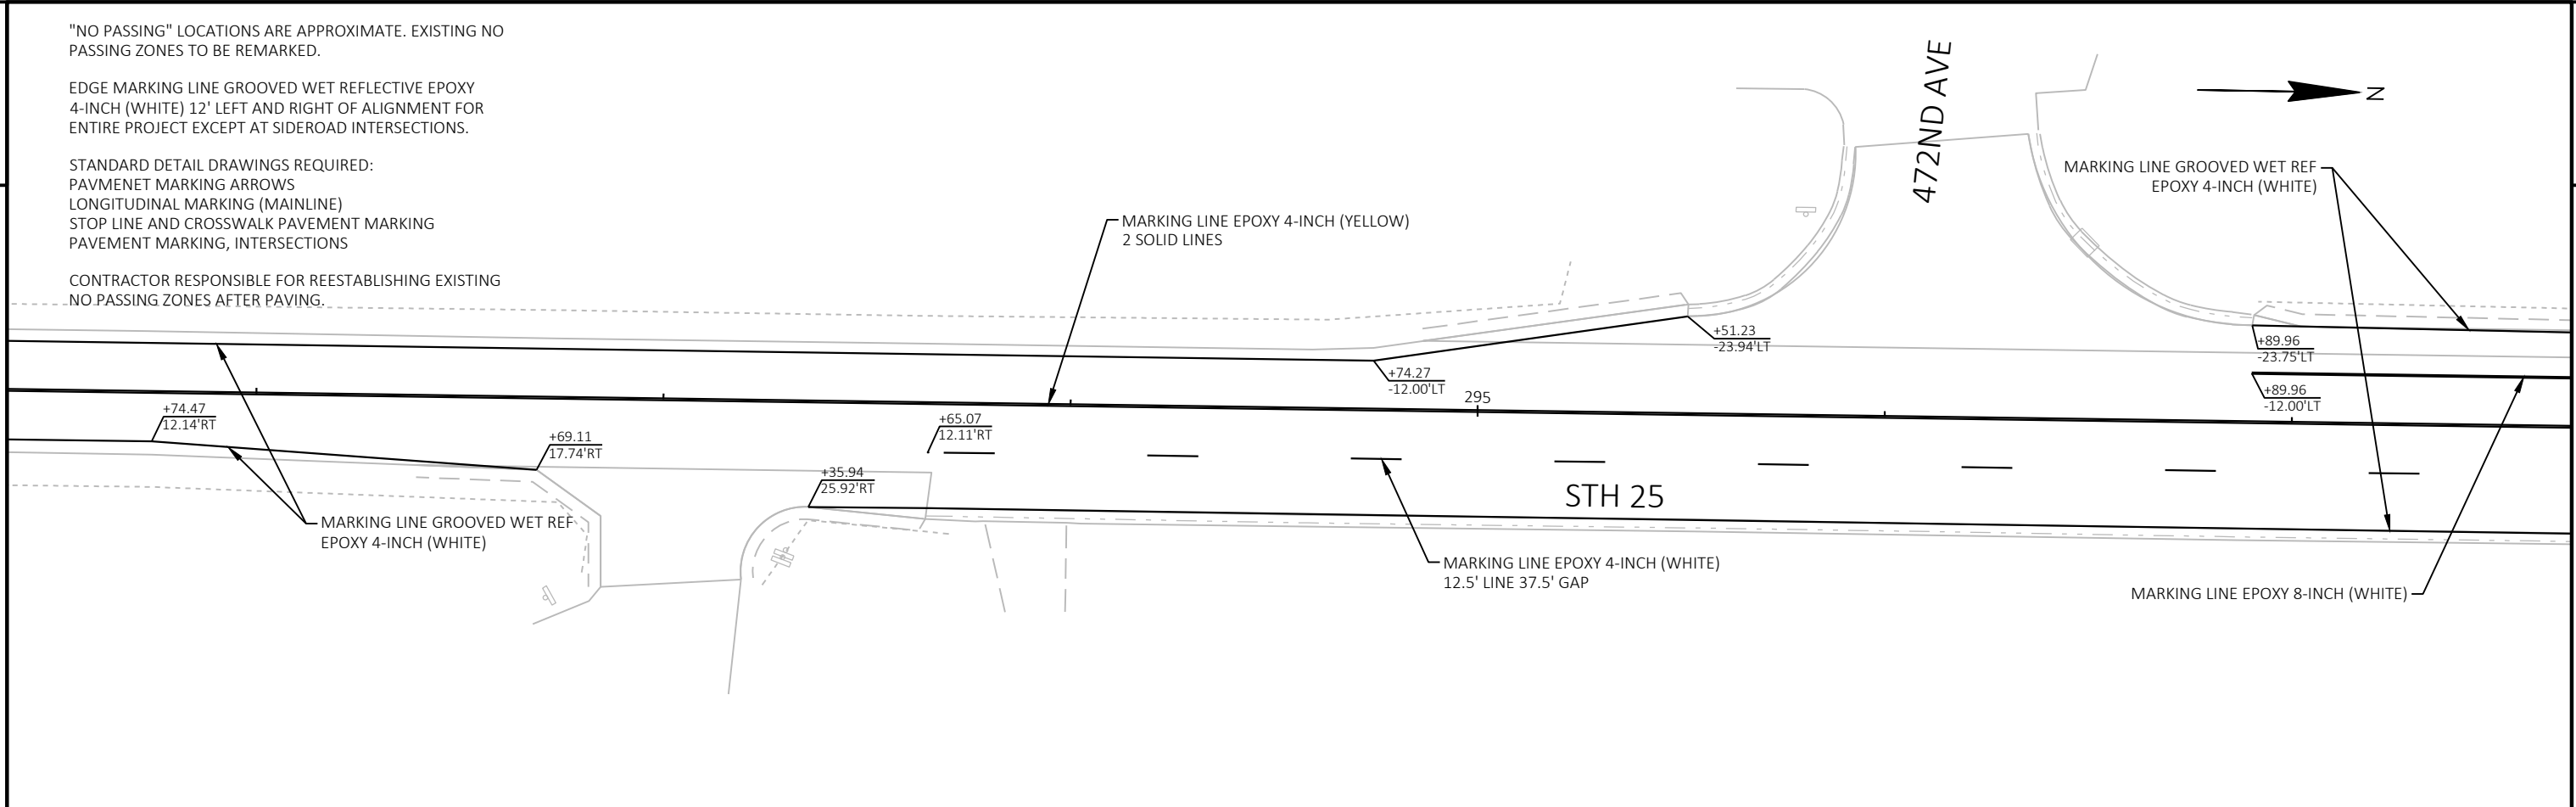 "NO PASSING" LOCATIONS ARE APPROXIMATE. EXISTING NO
PASSING ZONES TO BE REMARKED.
EDGE MARKING LINE GROOVED WET REFLECTIVE EPOXY
4-INCH (WHITE) 12' LEFT AND RIGHT OF ALIGNMENT FOR
ENTIRE PROJECT EXCEPT AT SIDEROAD INTERSECTIONS.
STANDARD DETAIL DRAWINGS REQUIRED:
PAVMENET MARKING ARROWS
LONGITUDINAL MARKING (MAINLINE)
STOP LINE AND CROSSWALK PAVEMENT MARKING
PAVEMENT MARKING, INTERSECTIONS
CONTRACTOR RESPONSIBLE FOR REESTABLISHING EXISTING
NO PASSING ZONES AFTER PAVING.
MARKING LINE EPOXY 4-INCH (YELLOW)
2 SOLID LINES
472ND AVE
N
MARKING LINE GROOVED WET REF
EPOXY 4-INCH (WHITE)
+51.23
-23.94'LT
+89.96
-23.75'LT
+74.27
-12.00'LT
295
+89.96
-12.00'LT
+74.47
12.14'RT
+69.11
17.74'RT
+65.07
12.11'RT
+35.94
25.92'RT
STH 25
MARKING LINE GROOVED WET REF
EPOXY 4-INCH (WHITE)
MARKING LINE EPOXY 4-INCH (WHITE)
12.5' LINE 37.5' GAP
MARKING LINE EPOXY 8-INCH (WHITE)